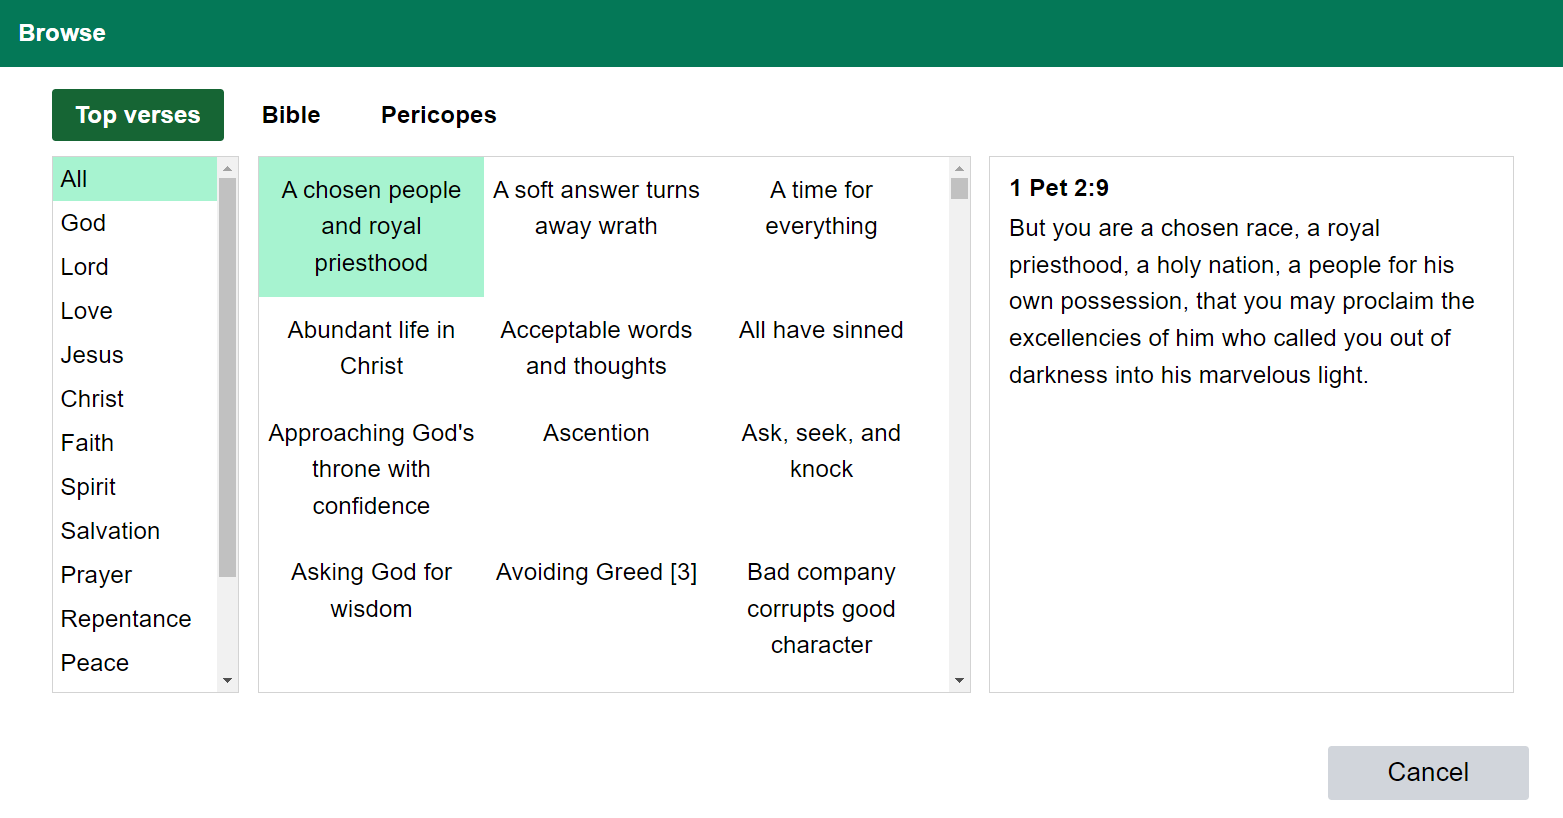 Browse
Top verses
Bible
Pericopes
All
God
Lord
Love
Jesus
Christ
Faith
Spirit
Salvation
Prayer
Repentance
Peace
A chosen people
and royal
priesthood
A soft answer turns
away wrath
A time for
everything
Abundant life in
Christ
Acceptable words
and thoughts
All have sinned
Approaching God's
throne with
confidence
Ascention
Ask, seek, and
knock
Asking God for
wisdom
Avoiding Greed [3]
Bad company
corrupts good
character
1 Pet 2:9
But you are a chosen race, a royal
priesthood, a holy nation, a people for his
own possession, that you may proclaim the
excellencies of him who called you out of
darkness into his marvelous light.
Cancel